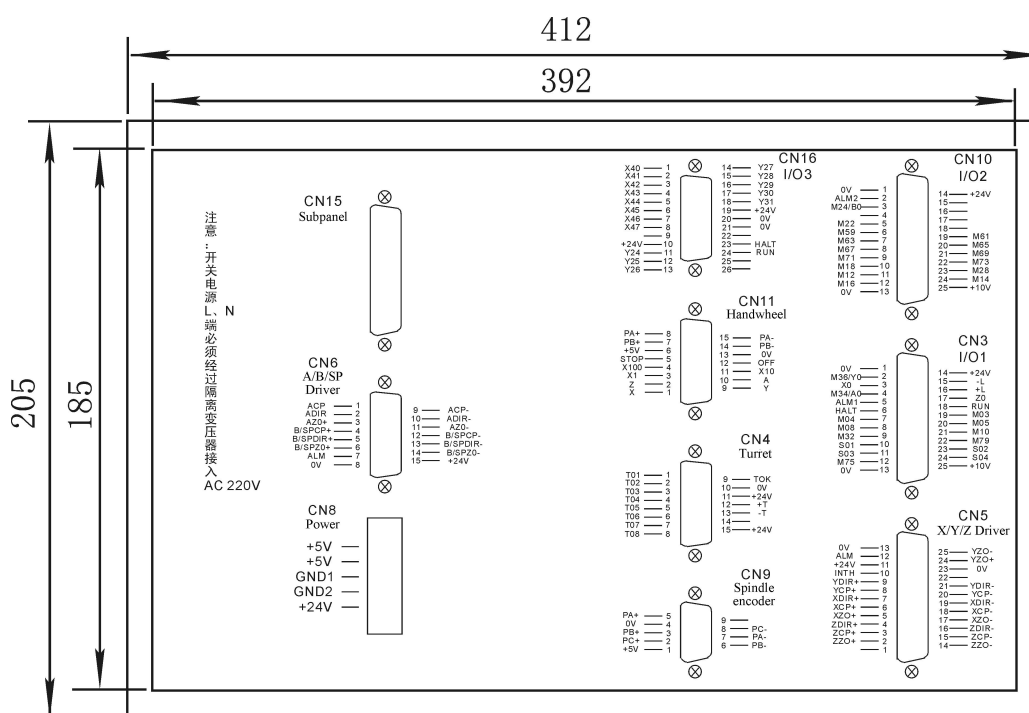 412
392
205
185
注意：开关电源L、N端必须经过隔离变压器接入
AC 220V
CN15
Subpanel
CN6
A/B/SP
Driver
ACP 1
ADIR 2
AZ0+ 3
B/SPCP+ 4
B/SPDIR+ 5
B/SPZ0+ 6
ALM 7
0V 8
9 ACP-
10 ADIR-
11 AZ0-
12 B/SPCP-
13 B/SPDIR-
14 B/SPZ0-
15 +24V
CN8
Power
+5V
+5V
GND1
GND2
+24V
CN16
I/O3
X40 1
X41 2
X42 3
X43 4
X44 5
X45 6
X46 7
X47 8
9
+24V 10
Y24 11
Y25 12
Y26 13
14 Y27
15 Y28
16 Y29
17 Y30
18 Y31
19 +24V
20 0V
21 0V
22
23 HALT
24 RUN
25
26
CN11
Handwheel
PA+ 8
PB+ 7
+5V 6
STOP 5
X100 4
X1 3
Z 2
X 1
15 PA-
14 PB-
13 0V
12 OFF
11 X10
10 A
9 Y
CN4
Turret
T01 1
T02 2
T03 3
T04 4
T05 5
T06 6
T07 7
T08 8
9 TOK
10 0V
11 +24V
12 +T
13 -T
14
15 +24V
CN9
Spindle
encoder
PA+ 5
0V 4
PB+ 3
PC+ 2
+5V 1
9
8 PC-
7 PA-
6 PB-
CN10
I/O2
0V 1
ALM2 2
M24/B0 3
4
M22 5
M59 6
M63 7
M67 8
M71 9
M18 10
M12 11
M16 12
0V 13
14 +24V
15
16
17
18
19 M61
20 M65
21 M69
22 M73
23 M28
24 M14
25 +10V
CN3
I/O1
0V 1
M36/Y0 2
X0 3
M34/A0 4
ALM1 5
HALT 6
M04 7
M08 8
M32 9
S01 10
S03 11
M75 12
0V 13
14 +24V
15 -L
16 +L
17 Z0
18 RUN
19 M03
20 M05
21 M10
22 M79
23 S02
24 S04
25 +10V
CN5
X/Y/Z Driver
0V 13
ALM 12
+24V 11
INTH 10
YDIR+ 9
YCP+ 8
XDIR+ 7
XCP+ 6
XZO+ 5
ZDIR+ 4
ZCP+ 3
ZZO+ 2
1
25 YZO-
24 YZO+
23 0V
22
21 YDIR-
20 YCP-
19 XDIR-
18 XCP-
17 XZO-
16 ZDIR-
15 ZCP-
14 ZZO-